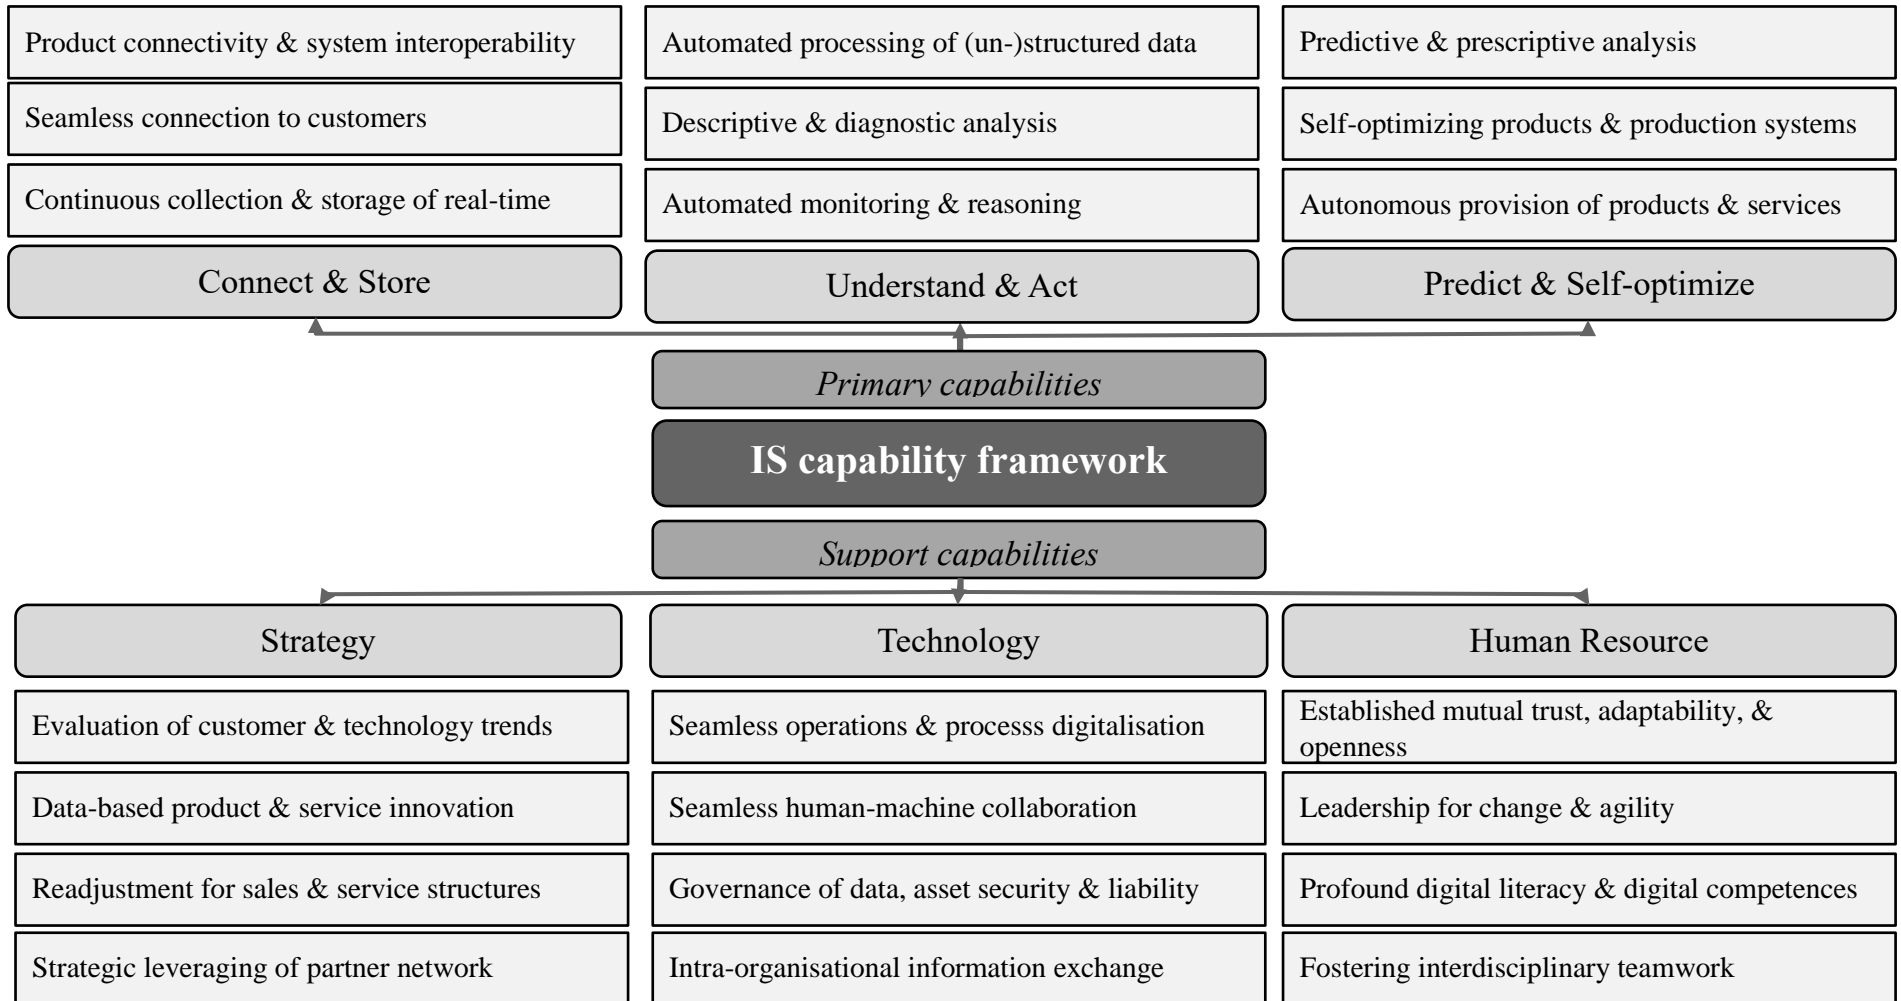 Product connectivity & system interoperability
Automated processing of (un-)structured data
Predictive & prescriptive analysis
Seamless connection to customers
Descriptive & diagnostic analysis
Self-optimizing products & production systems
Continuous collection & storage of real-time
Automated monitoring & reasoning
Autonomous provision of products & services
Connect & Store
Understand & Act
Predict & Self-optimize
Primary capabilities
IS capability framework
Support capabilities
Strategy
Technology
Human Resource
Evaluation of customer & technology trends
Seamless operations & processs digitalisation
Established mutual trust, adaptability, &
openness
Data-based product & service innovation
Seamless human-machine collaboration
Leadership for change & agility
Readjustment for sales & service structures
Governance of data, asset security & liability
Profound digital literacy & digital competences
Strategic leveraging of partner network
Intra-organisational information exchange
Fostering interdisciplinary teamwork